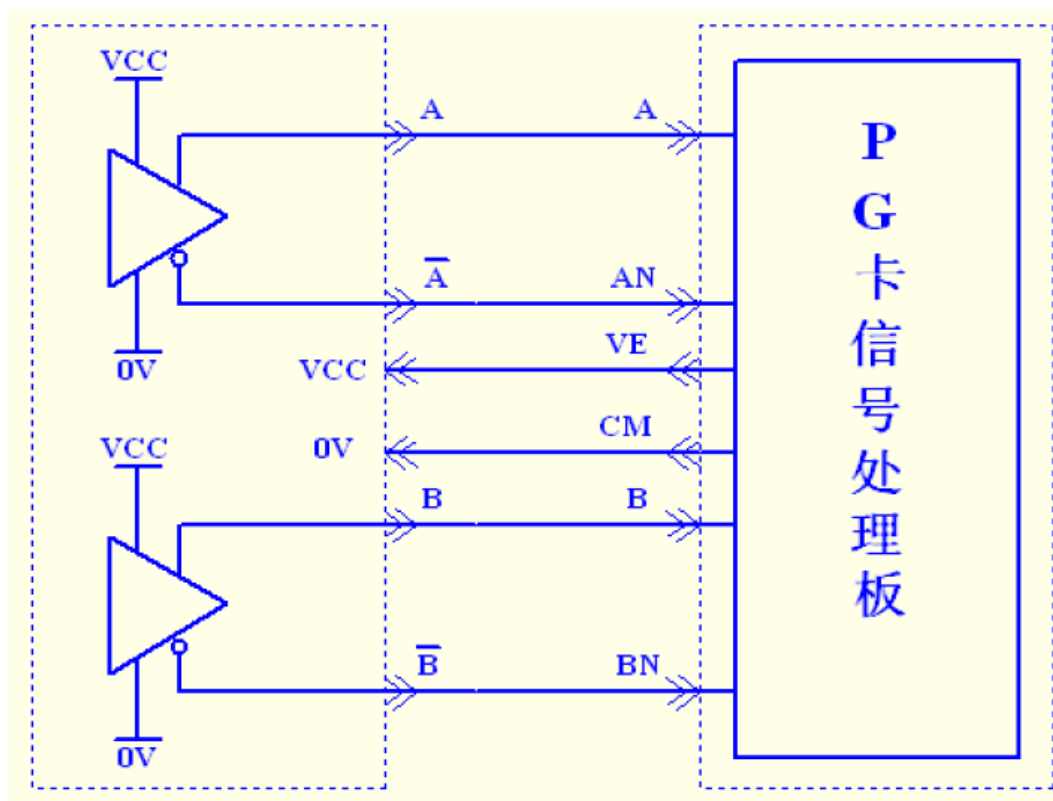 VCC
A A
A̅ AN
0V
VCC VE
0V CM
VCC
B B
B̅ BN
0V
P
G
卡
信
号
处
理
板